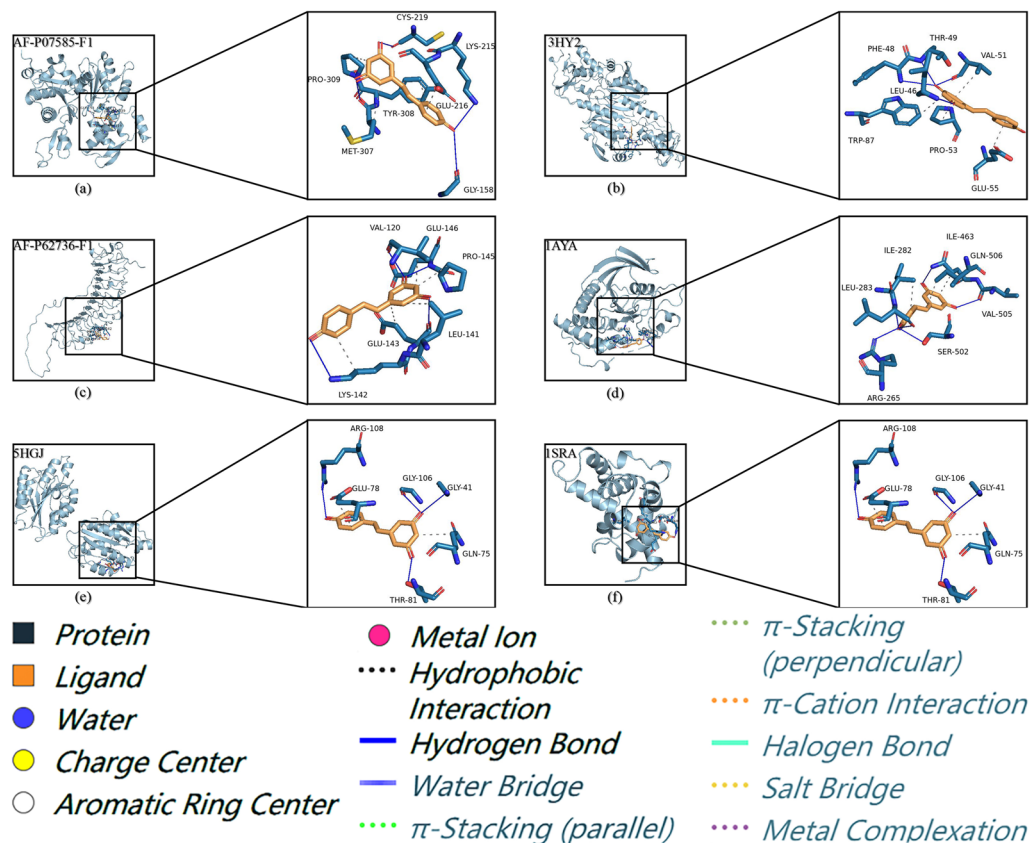 AF-P07585-F1
CYS-219
LYS-215
PRO-309
GLU-216
TYR-308
MET-307
GLY-158
(a)
3HY2
THR-49
PHE-48
VAL-51
LEU-46
TRP-87
PRO-53
GLU-55
(b)
AF-P62736-F1
VAL-120
GLU-146
PRO-145
LEU-141
GLU-143
LYS-142
(c)
1AYA
ILE-463
ILE-282
GLN-506
LEU-283
VAL-505
SER-502
ARG-265
(d)
5HGJ
ARG-108
GLY-106
GLY-41
GLU-78
GLN-75
THR-81
(e)
1SRA
ARG-108
GLY-106
GLY-41
GLU-78
GLN-75
THR-81
(f)
Protein
Ligand
Water
Charge Center
Aromatic Ring Center
Metal Ion
Hydrophobic
Interaction
Hydrogen Bond
Water Bridge
π-Stacking (parallel)
π-Stacking
(perpendicular)
π-Cation Interaction
Halogen Bond
Salt Bridge
Metal Complexation